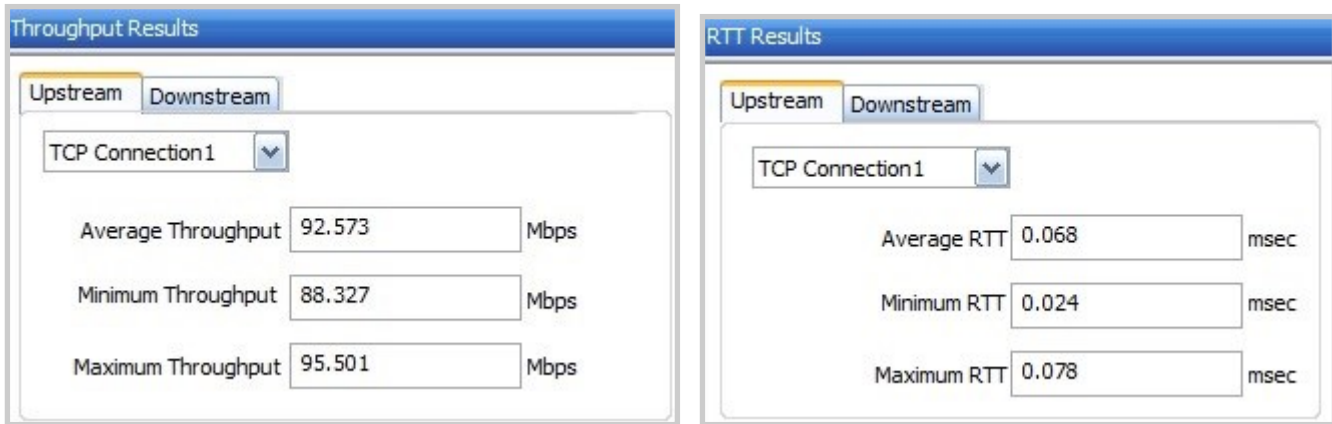 Throughput Results
Upstream Downstream
TCP Connection1
Average Throughput 92.573 Mbps
Minimum Throughput 88.327 Mbps
Maximum Throughput 95.501 Mbps
RTT Results
Upstream Downstream
TCP Connection1
Average RTT 0.068 msec
Minimum RTT 0.024 msec
Maximum RTT 0.078 msec